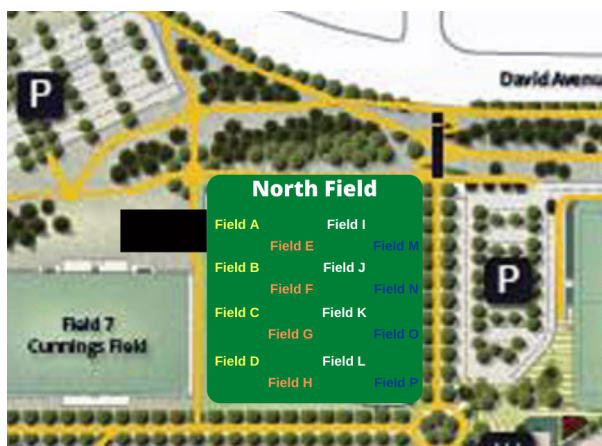 P
David Avenu
North Field
Field A
Field I
Field E
Field M
Field B
Field J
Field F
Field N
Field C
Field K
Field G
Field O
Field D
Field L
Field H
Field P
P
Field 7
Cunnings Field